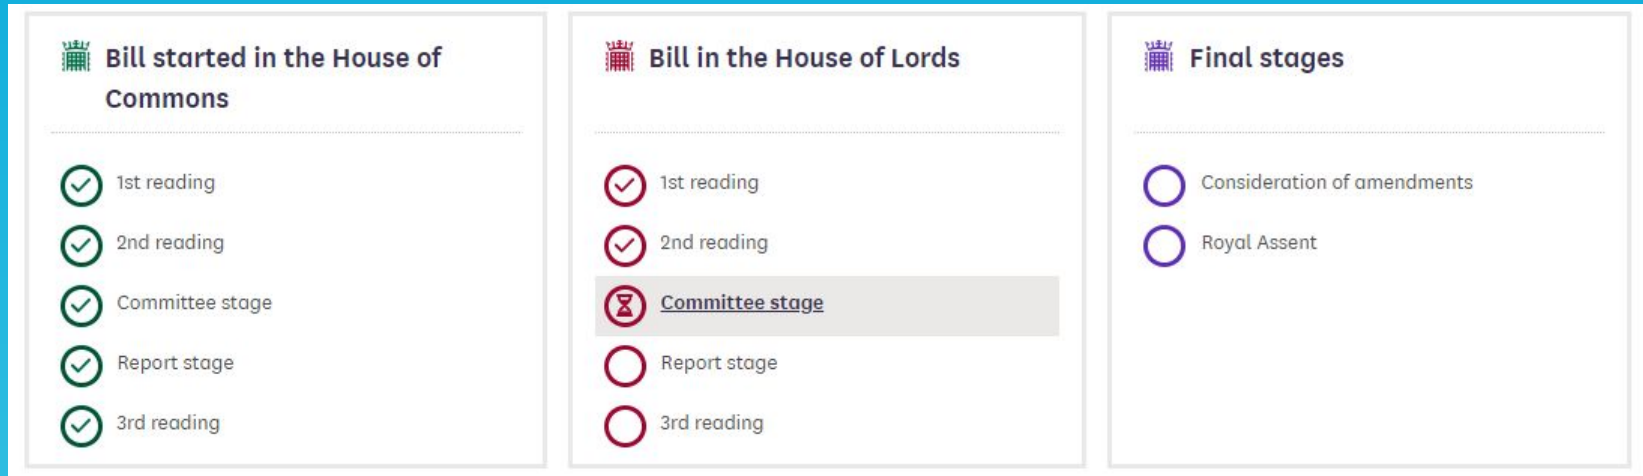 Bill started in the House of
Commons
1st reading
2nd reading
Committee stage
Report stage
3rd reading
Bill in the House of Lords
1st reading
2nd reading
Committee stage
Report stage
3rd reading
Final stages
Consideration of amendments
Royal Assent